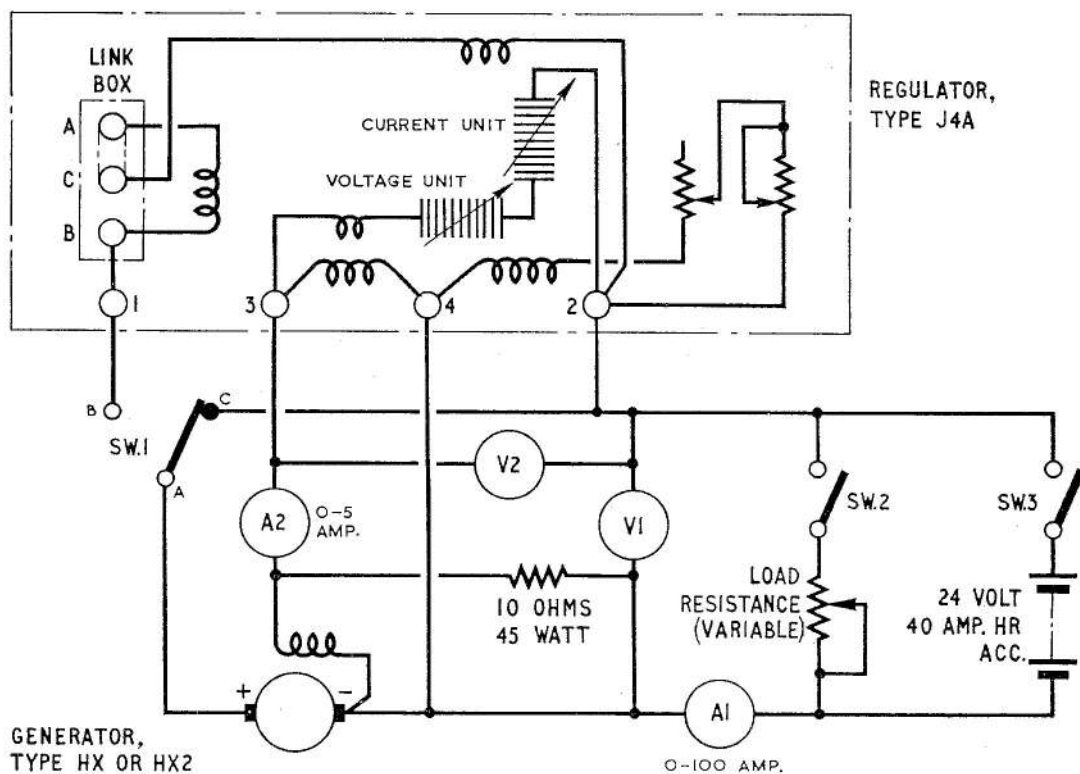 LINK
BOX
A
C
B
1
3
4
2
CURRENT UNIT
VOLTAGE UNIT
REGULATOR,
TYPE J4A
B
C
SW.1
A
V2
A2
0-5
AMP.
V1
SW.2
SW.3
10 OHMS
45 WATT
LOAD
RESISTANCE
(VARIABLE)
24 VOLT
40 AMP. HR
ACC.
+
-
A1
0-100 AMP.
GENERATOR,
TYPE HX OR HX2